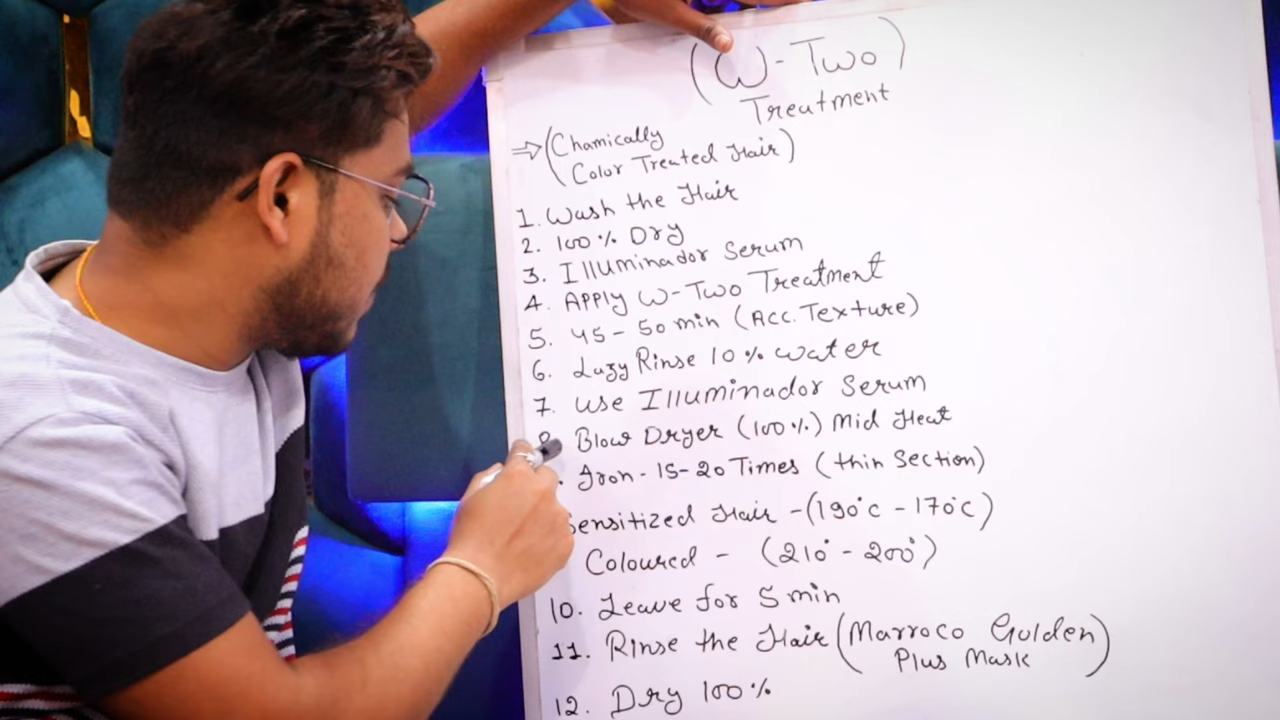 (W-Two)
Treatment
⇒(Chamically
Color Treated Hair)
1. Wash the Hair
2. 100% Dry
3. Illuminador Serum
4. Apply W-Two Treatment
5. 45-50 min (Acc. Texture)
6. Lazy Rinse 10% water
7. Use Illuminador Serum
8. Blow Dryer (100%) Mid Heat
. Iron - 15-20 Times (thin Section)
Sensitized Hair - (190°c - 170°c)
Coloured - (210° - 200°)
10. Leave for 5 min
11. Rinse the Hair (Marroco Golden
Plus Mask)
12. Dry 100%